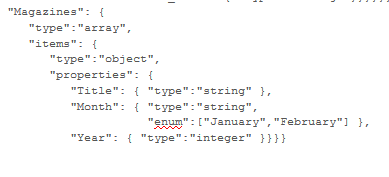 "Magazines": {
"type":"array",
"items": {
"type":"object",
"properties": {
"Title": { "type":"string" },
"Month": { "type":"string",
"enum":["January","February"] },
"Year": { "type":"integer" }}}}